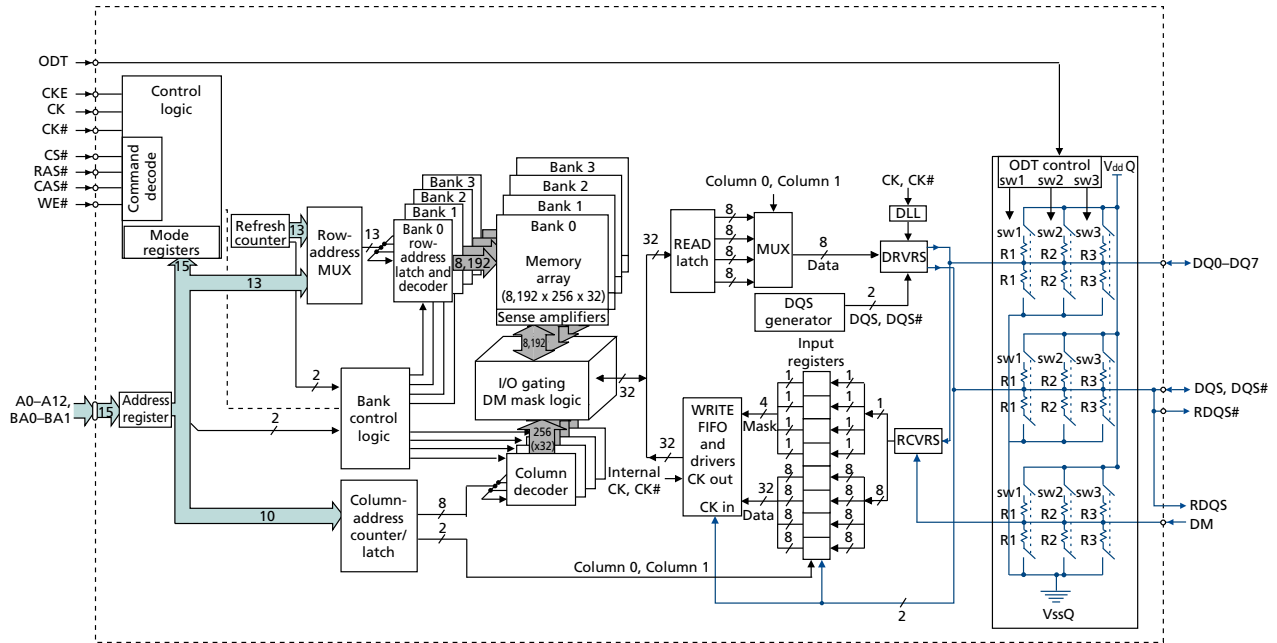 ODT
CKE
CK
CK#
CS#
RAS#
CAS#
WE#
Control
logic
Command
decode
Mode
registers
15
Refresh
counter
13
Row-
address
MUX
13
13
Bank 3
Bank 2
Bank 1
Bank 0
row-
address
latch and
decoder
8,192
Bank 3
Bank 2
Bank 1
Bank 0
Memory
array
(8,192 x 256 x 32)
Sense amplifiers
8,192
I/O gating
DM mask logic
32
32
READ
latch
8
8
8
8
Column 0, Column 1
MUX
8
Data
CK, CK#
DLL
DRVRS
DQS
generator
2
DQS, DQS#
Input
registers
A0–A12,
BA0–BA1
15
Address
register
2
2
Bank
control
logic
256
(x32)
Column
decoder
10
Column-
address
counter/
latch
8
2
Column 0, Column 1
32
Internal
CK, CK#
WRITE
FIFO
and
drivers
CK out
CK in
4
Mask
32
Data
1
1
1
1
8
8
8
8
1
1
1
1
8
8
8
8
1
8
RCVRS
2
ODT control
sw1
sw2
sw3
Vdd Q
sw1
sw2
sw3
R1
R2
R3
R1
R2
R3
sw1
sw2
sw3
R1
R2
R3
R1
R2
R3
sw1
sw2
sw3
R1
R2
R3
R1
R2
R3
VssQ
DQ0–DQ7
DQS, DQS#
RDQS#
RDQS
DM